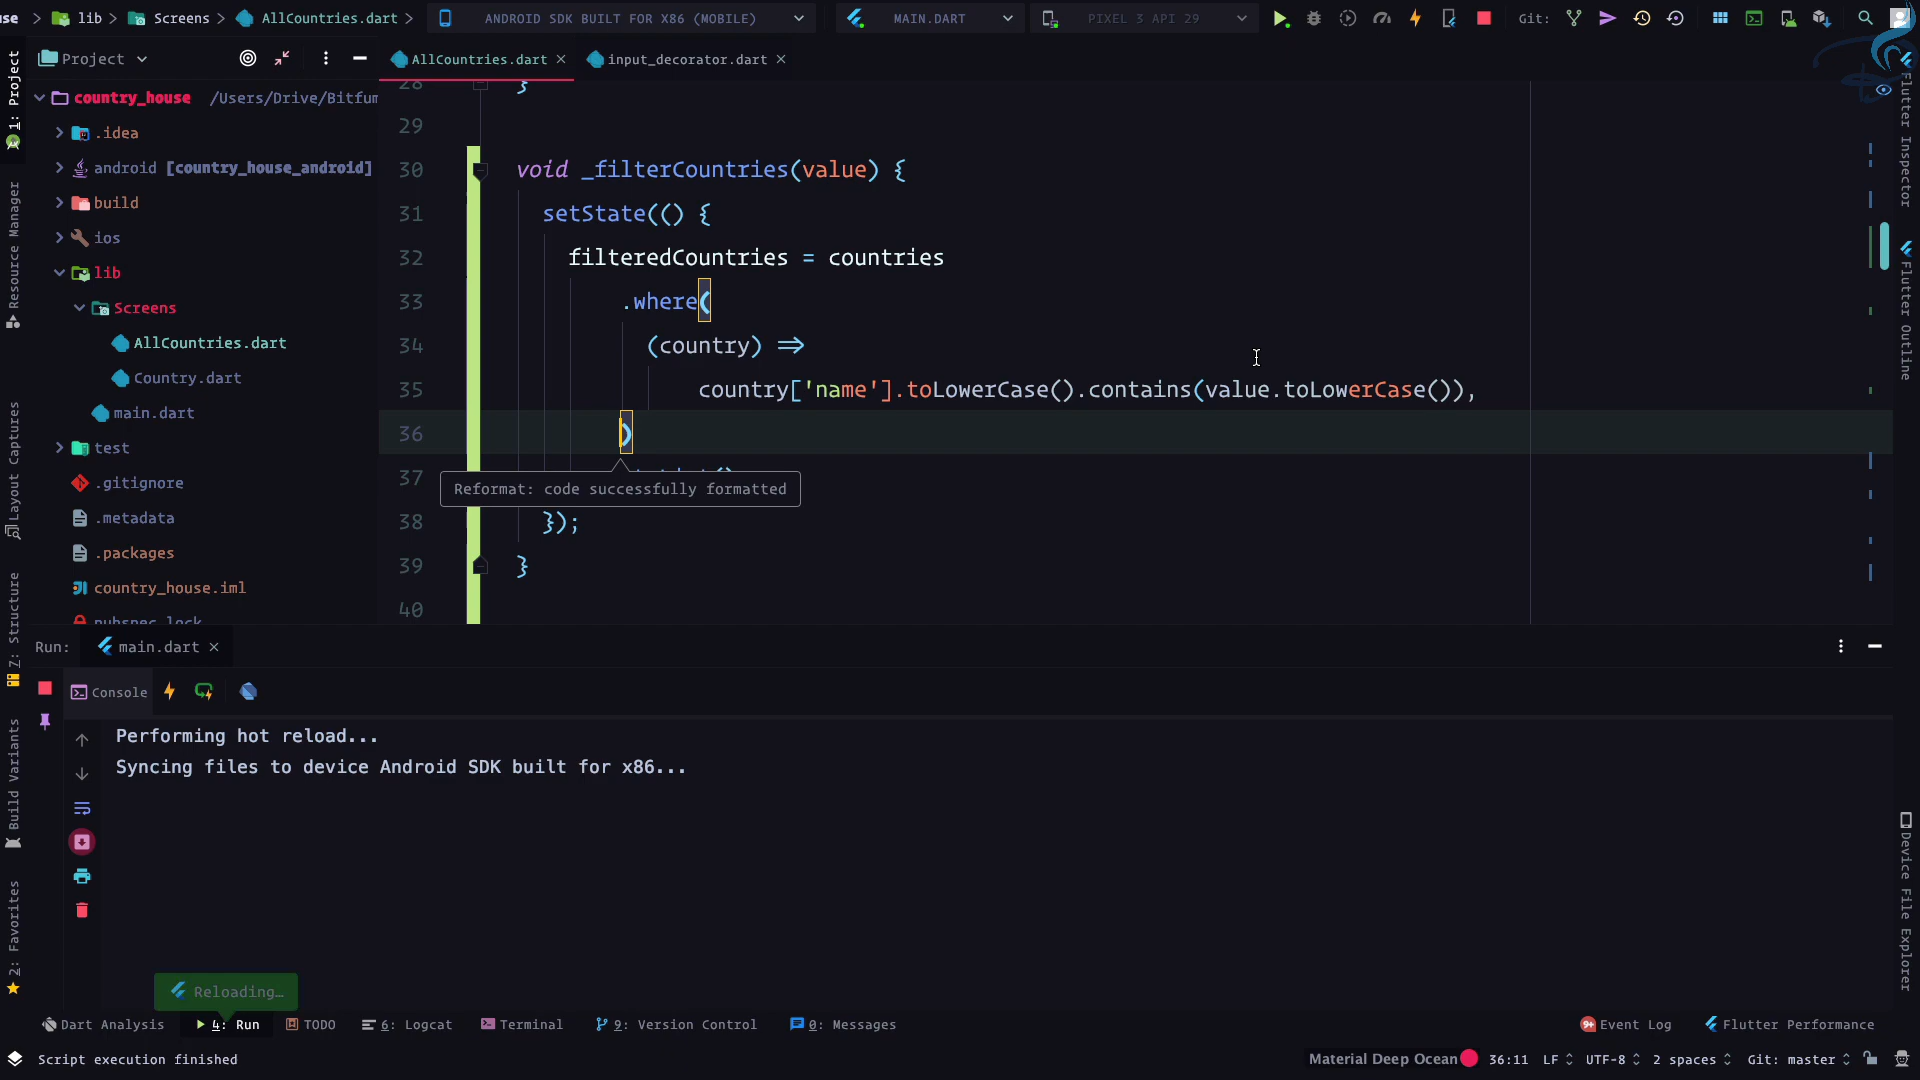 se > lib > Screens > AllCountries.dart >
ANDROID SDK BUILT FOR X86 (MOBILE)
MAIN.DART
PIXEL 3 API 29
Git:
Project
AllCountries.dart
input_decorator.dart
country_house /Users/Drive/Bitfum
.idea
android [country_house_android]
build
ios
lib
Screens
AllCountries.dart
Country.dart
main.dart
test
.gitignore
.metadata
.packages
country_house.iml
pubspec.lock
28 }
29
30 void _filterCountries(value) {
31 setState(() {
32 filteredCountries = countries
33 .where(
34 (country) =>
35 country['name'].toLowerCase().contains(value.toLowerCase()),
36 )
37
Reformat: code successfully formatted
38 });
39 }
40
1: Project
Resource Manager
Layout Captures
7: Structure
Build Variants
2: Favorites
Flutter Inspector
Flutter Outline
Device File Explorer
Run: main.dart
Console
Performing hot reload...
Syncing files to device Android SDK built for x86...
Reloading…
Dart Analysis
4: Run
TODO
6: Logcat
Terminal
9: Version Control
0: Messages
9+ Event Log
Flutter Performance
Script execution finished
Material Deep Ocean
36:11
LF
UTF-8
2 spaces
Git: master